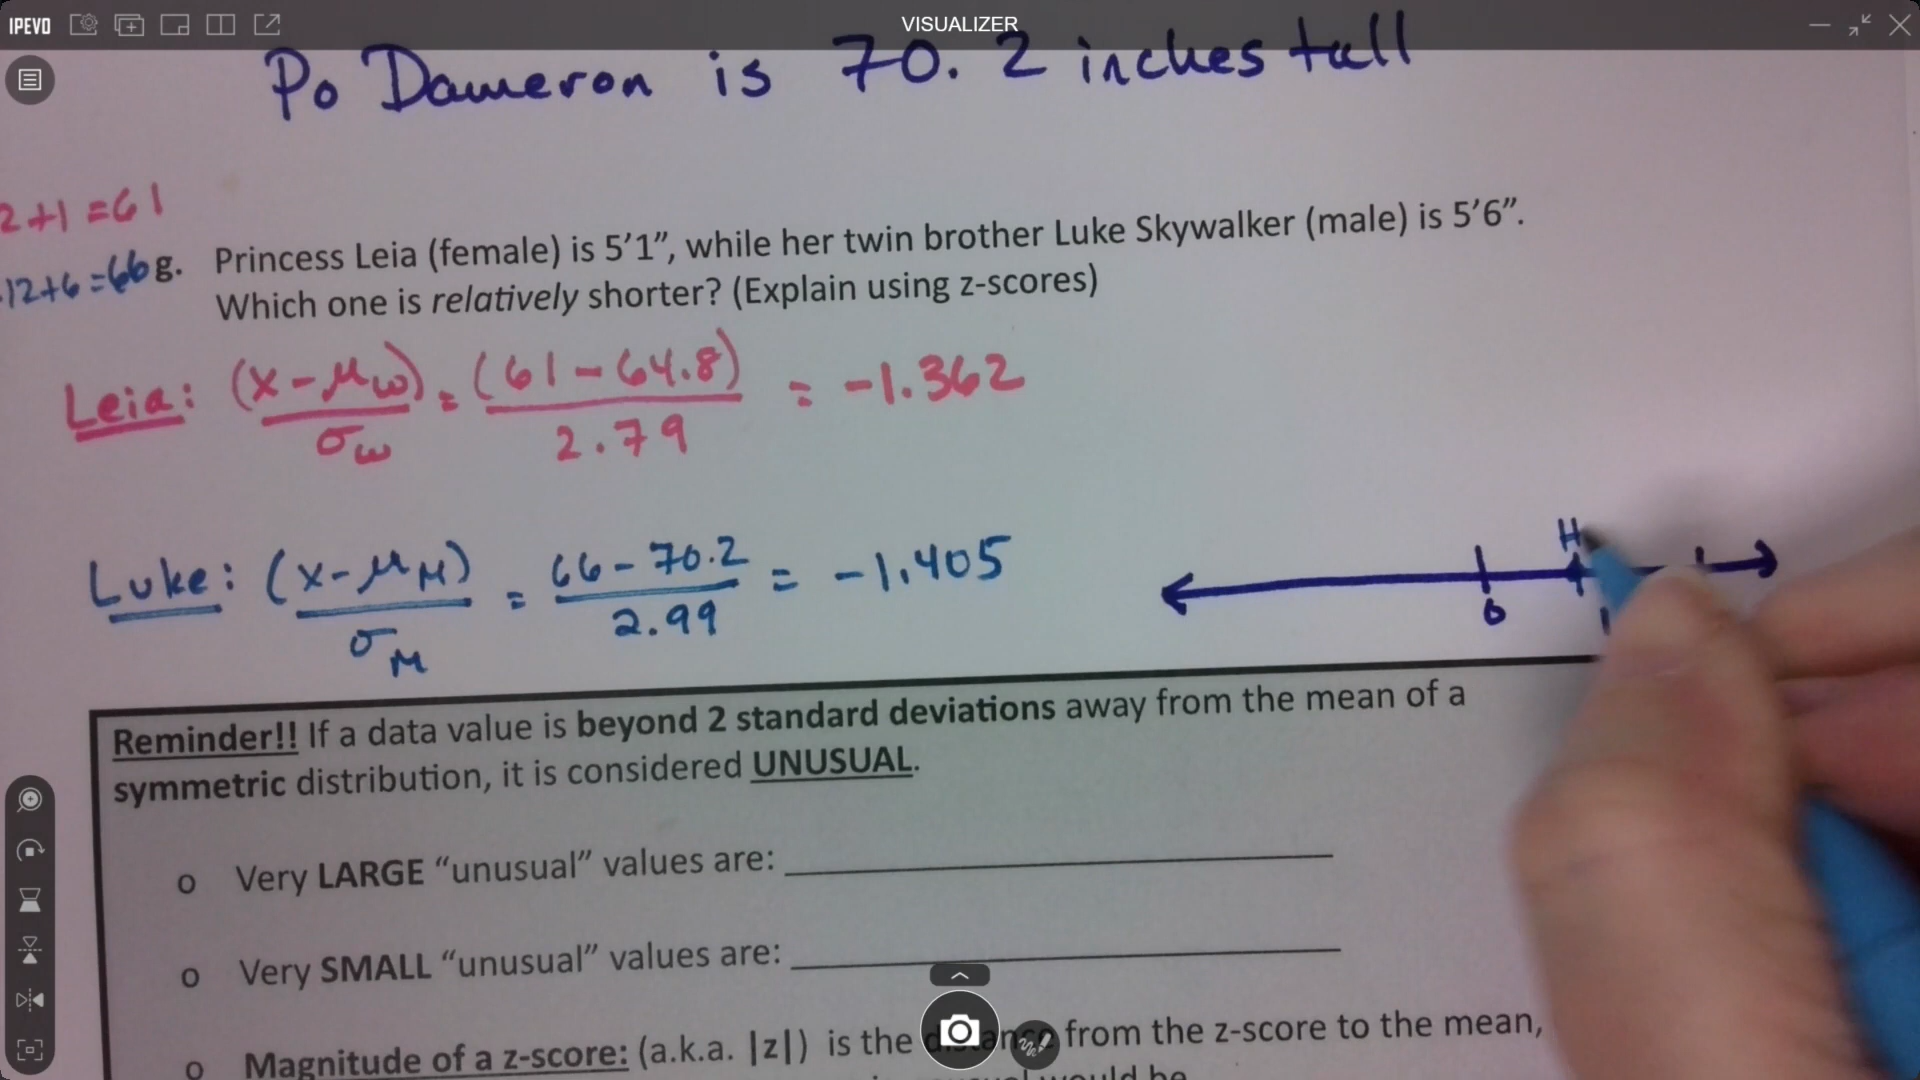 IPEVO
VISUALIZER
Po Dameron is 70.2 inches tall
2+1=61
12+6=66
g. Princess Leia (female) is 5’1”, while her twin brother Luke Skywalker (male) is 5’6”.
Which one is relatively shorter? (Explain using z-scores)
Leia: (x-μw)/σw = (61-64.8)/2.79 = -1.362
Luke: (x-μM)/σM = 66-70.2/2.99 = -1.405
H
0
Reminder!! If a data value is beyond 2 standard deviations away from the mean of a
symmetric distribution, it is considered UNUSUAL.
o Very LARGE “unusual” values are:
o Very SMALL “unusual” values are:
o Magnitude of a z-score: (a.k.a. |z|) is the distance from the z-score to the mean,
would be